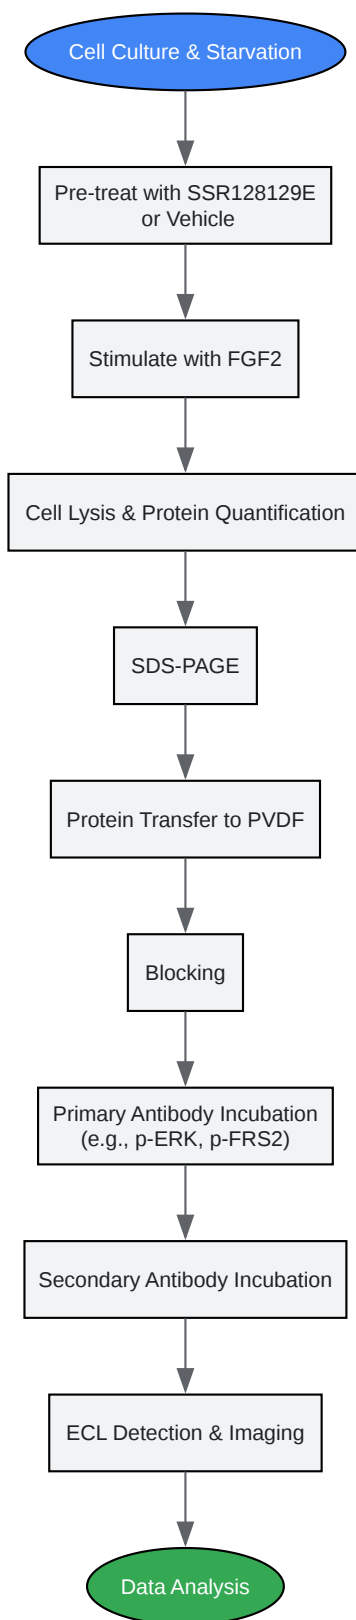 Cell Culture & Starvation
Pre-treat with SSR128129E
or Vehicle
Stimulate with FGF2
Cell Lysis & Protein Quantification
SDS-PAGE
Protein Transfer to PVDF
Blocking
Primary Antibody Incubation
(e.g., p-ERK, p-FRS2)
Secondary Antibody Incubation
ECL Detection & Imaging
Data Analysis